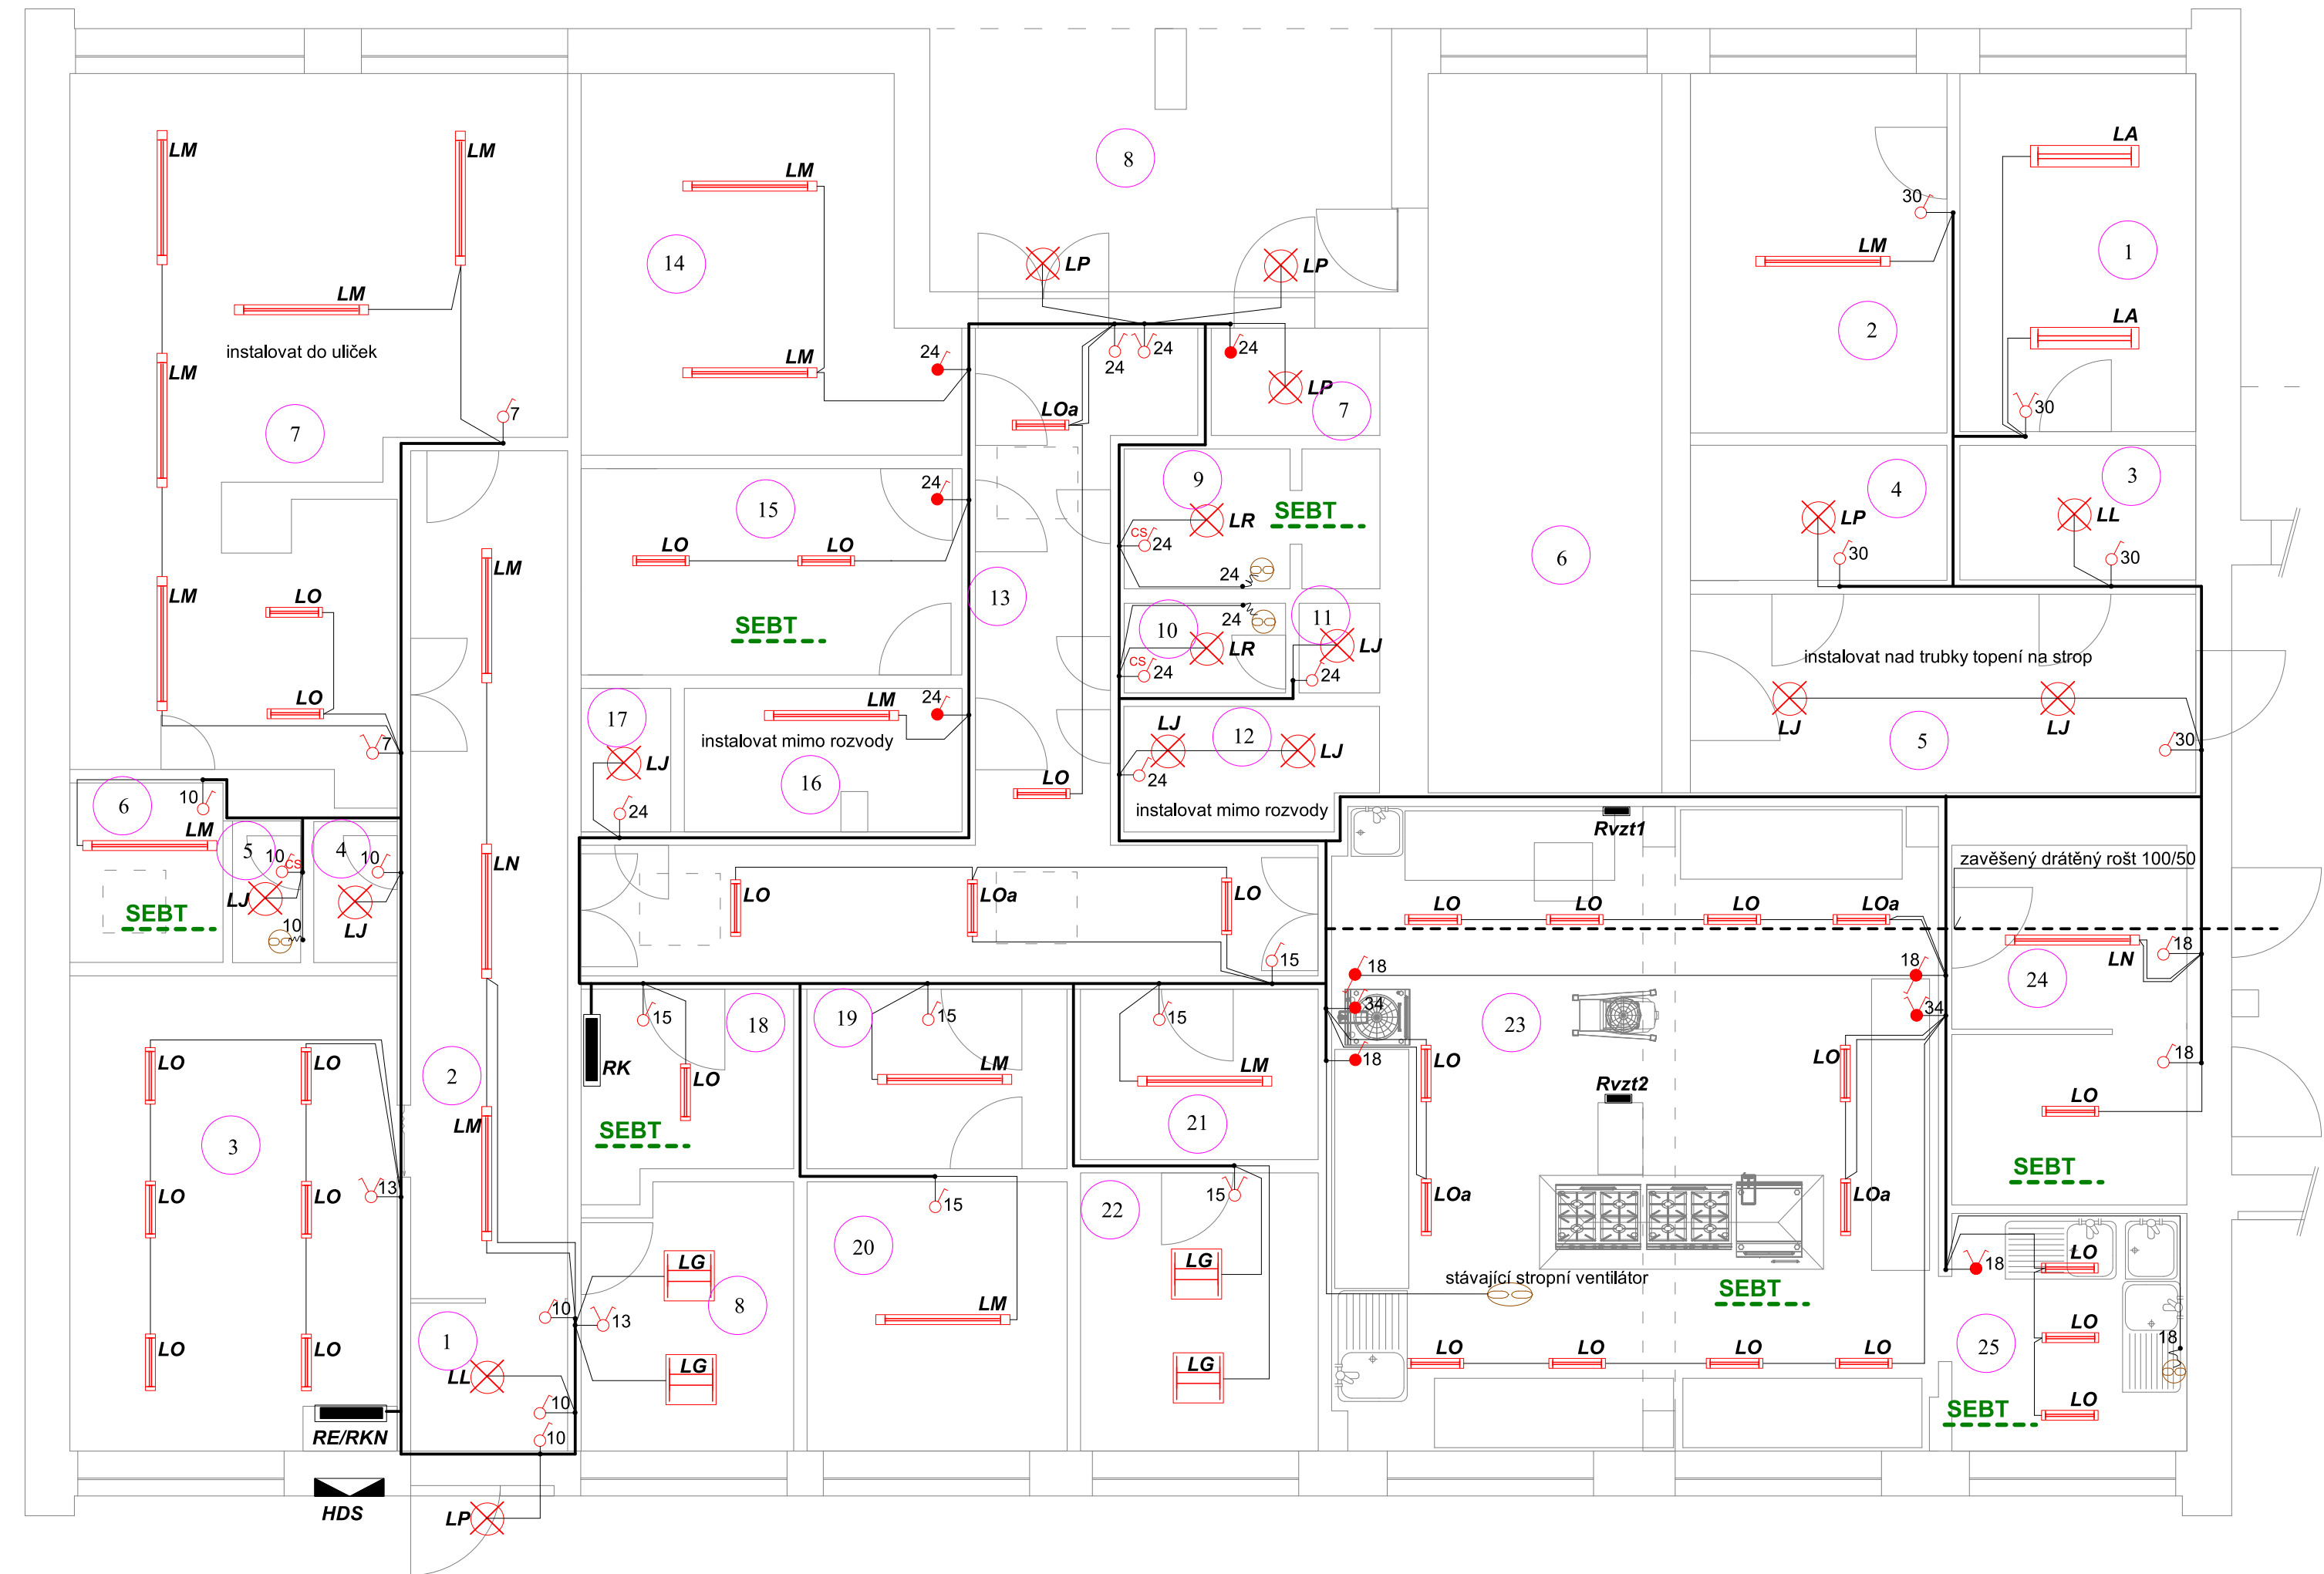 LM
LM
LM
instalovat do uliček
LM
7
7
LM
LO
LO
7
6
10
LM
5
10
cs
4
10
LJ
LJ
SEBT
10
LM
LN
LM
2
LO
LO
3
LO
LO
13
LO
LO
RE/RKN
HDS
1
LL
10
10
10
LP
14
LM
LM
24
15
24
LO
LO
SEBT
17
LJ
24
LM
24
instalovat mimo rozvody
16
8
LP
LP
24
24
24
LP
7
LOa
13
LO
9
LR
SEBT
cs
24
24
10
24
LR
cs
24
11
LJ
24
LJ
12
LJ
24
instalovat mimo rozvody
LO
LOa
LO
15
RK
15
18
LO
SEBT
19
15
LM
15
LM
21
LG
8
13
LG
15
20
LM
22
15
LG
LG
6
30
LM
2
LA
1
LA
30
4
LP
30
3
LL
30
instalovat nad trubky topení na strop
LJ
LJ
5
30
Rvzt1
zavěšený drátěný rošt 100/50
LO
LO
LO
LOa
18
34
18
18
34
23
LO
LO
Rvzt2
LOa
LOa
stávající stropní ventilátor
SEBT
LO
LO
LO
LO
LN
18
24
18
LO
SEBT
18
LO
LO
25
18
LO
SEBT